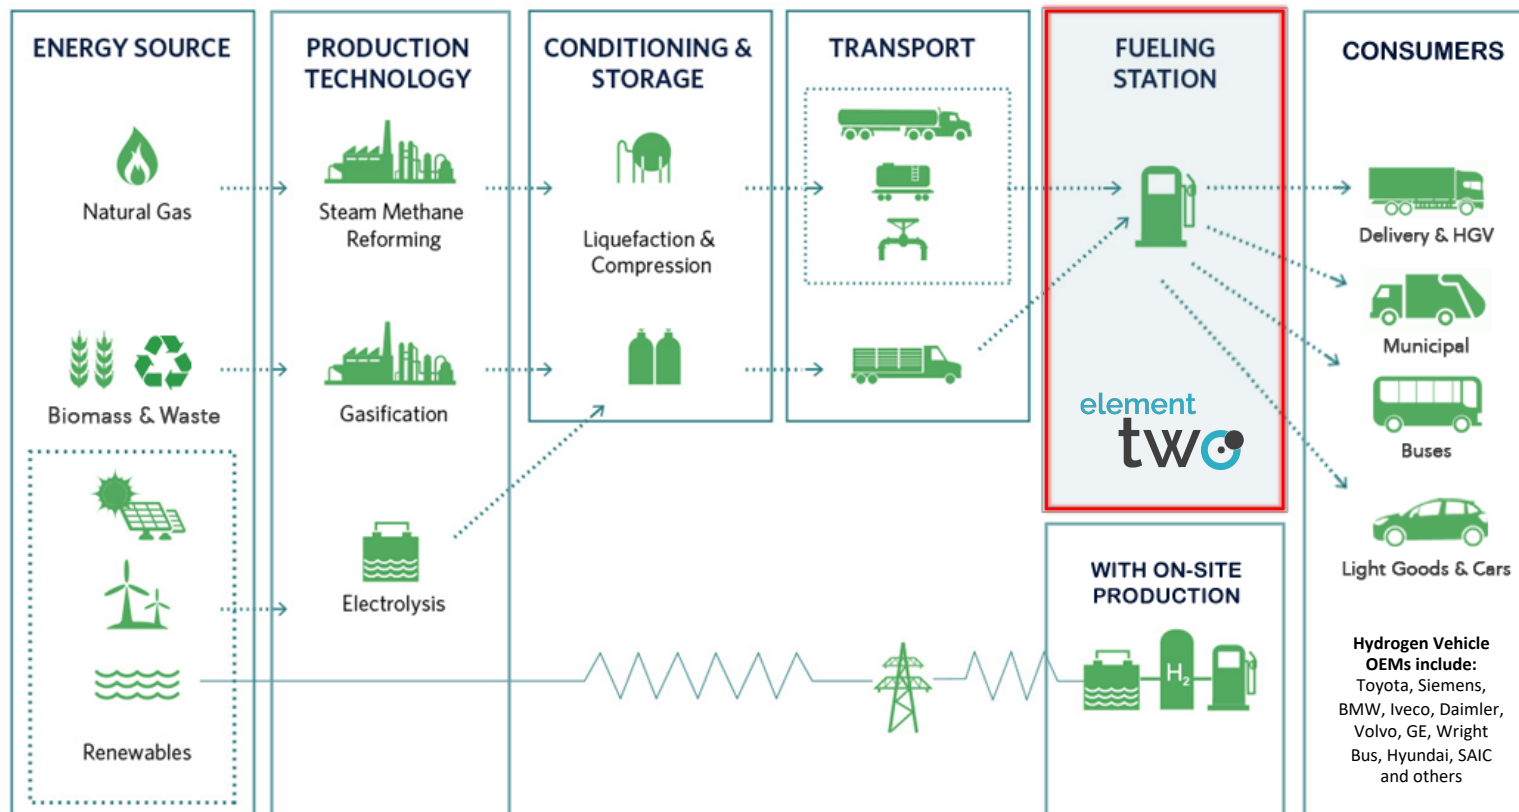 ENERGY SOURCE
Natural Gas
Biomass & Waste
Renewables
PRODUCTION
TECHNOLOGY
Steam Methane
Reforming
Gasification
Electrolysis
CONDITIONING &
STORAGE
Liquefaction &
Compression
TRANSPORT
FUELING
STATION
element
two
WITH ON-SITE
PRODUCTION
H2
CONSUMERS
Delivery & HGV
Municipal
Buses
Light Goods & Cars
Hydrogen Vehicle
OEMs include:
Toyota, Siemens,
BMW, Iveco, Daimler,
Volvo, GE, Wright
Bus, Hyundai, SAIC
and others